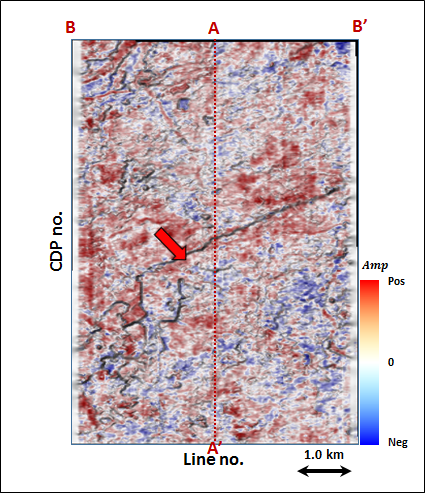 B A B’
CDP no.
Amp
Pos
0
Neg
A’
Line no.
1.0 km